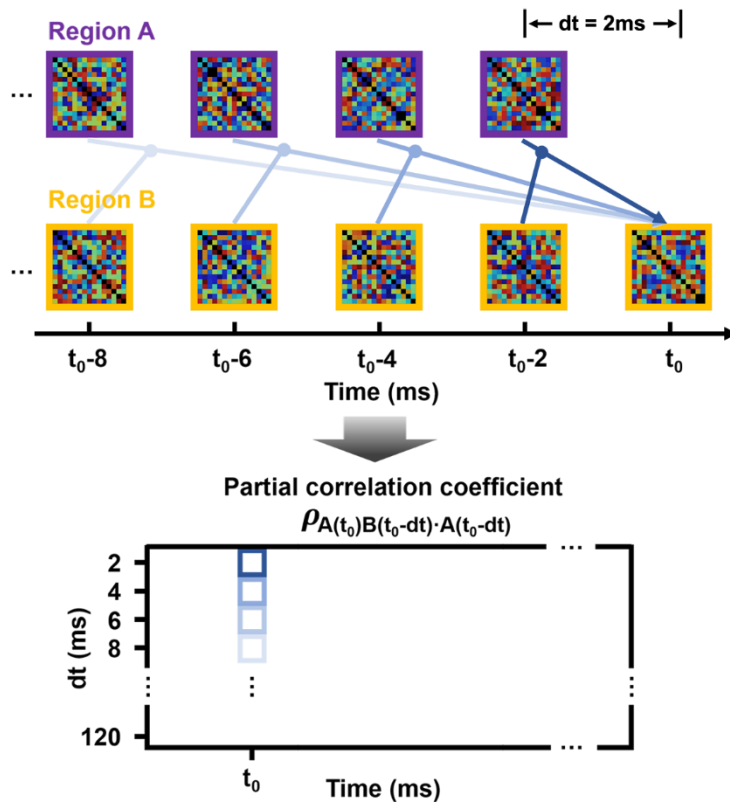 Region A
dt = 2ms
...
Region B
...
t₀-8 t₀-6 t₀-4 t₀-2 t₀
Time (ms)
Partial correlation coefficient
ρA(t₀)B(t₀-dt)·A(t₀-dt)
dt (ms)
2
4
6
8
120
t₀
Time (ms)